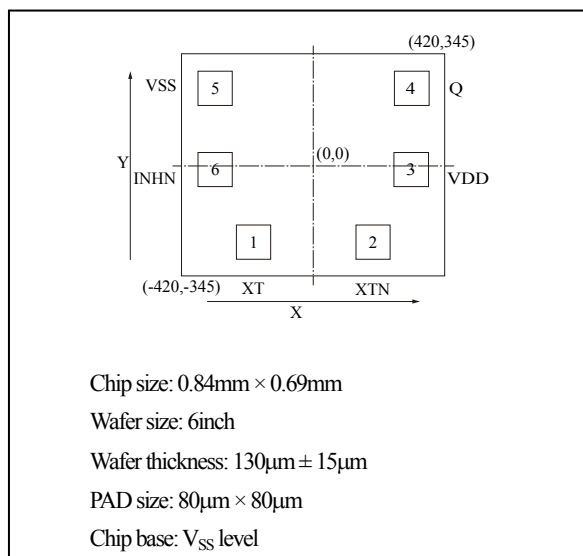 (420,345)
VSS 5 4 Q
Y (0,0)
INHN 6 3 VDD
1 2
(-420,-345) XT XTN
X
Chip size: 0.84mm × 0.69mm
Wafer size: 6inch
Wafer thickness: 130μm ± 15μm
PAD size: 80μm × 80μm
Chip base: VSS level